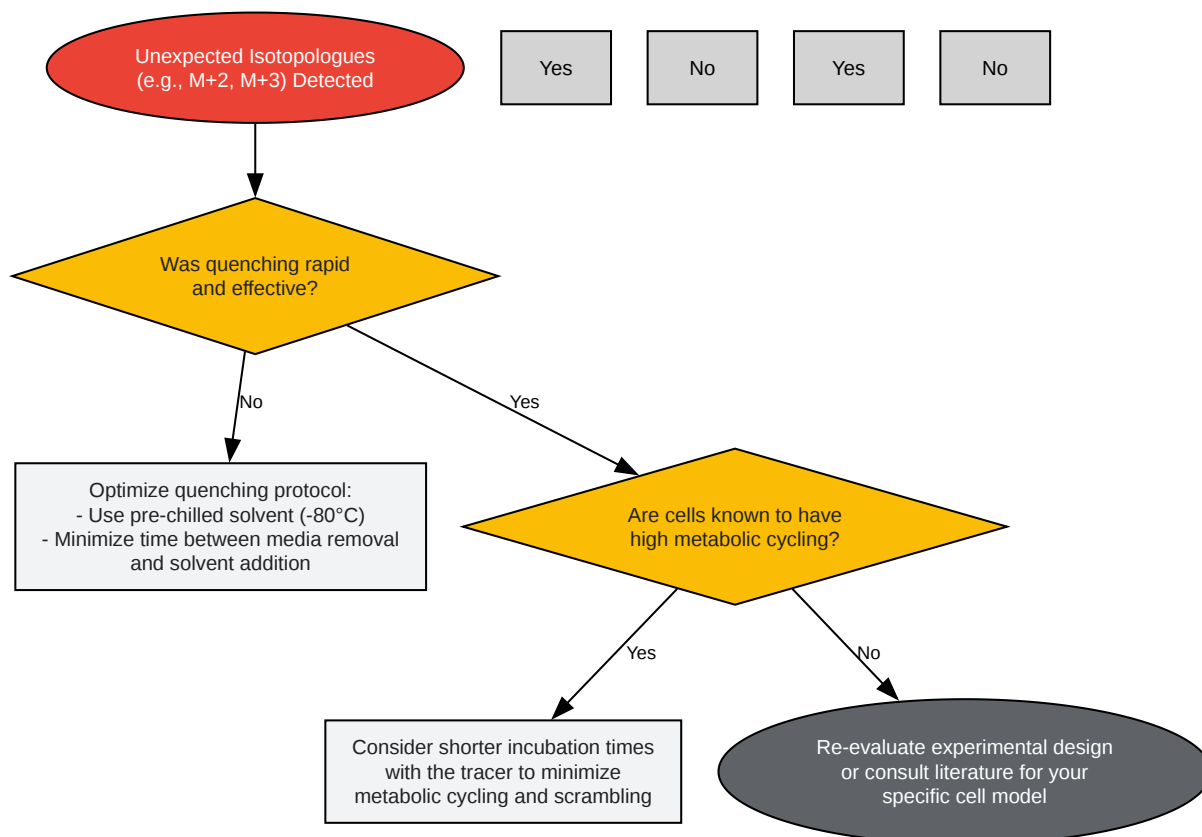 Unexpected Isotopologues
(e.g., M+2, M+3) Detected
Yes
No
Yes
No
Was quenching rapid
and effective?
No
Yes
Optimize quenching protocol:
- Use pre-chilled solvent (-80°C)
- Minimize time between media removal
and solvent addition
Are cells known to have
high metabolic cycling?
Yes
No
Consider shorter incubation times
with the tracer to minimize
metabolic cycling and scrambling
Re-evaluate experimental design
or consult literature for your
specific cell model